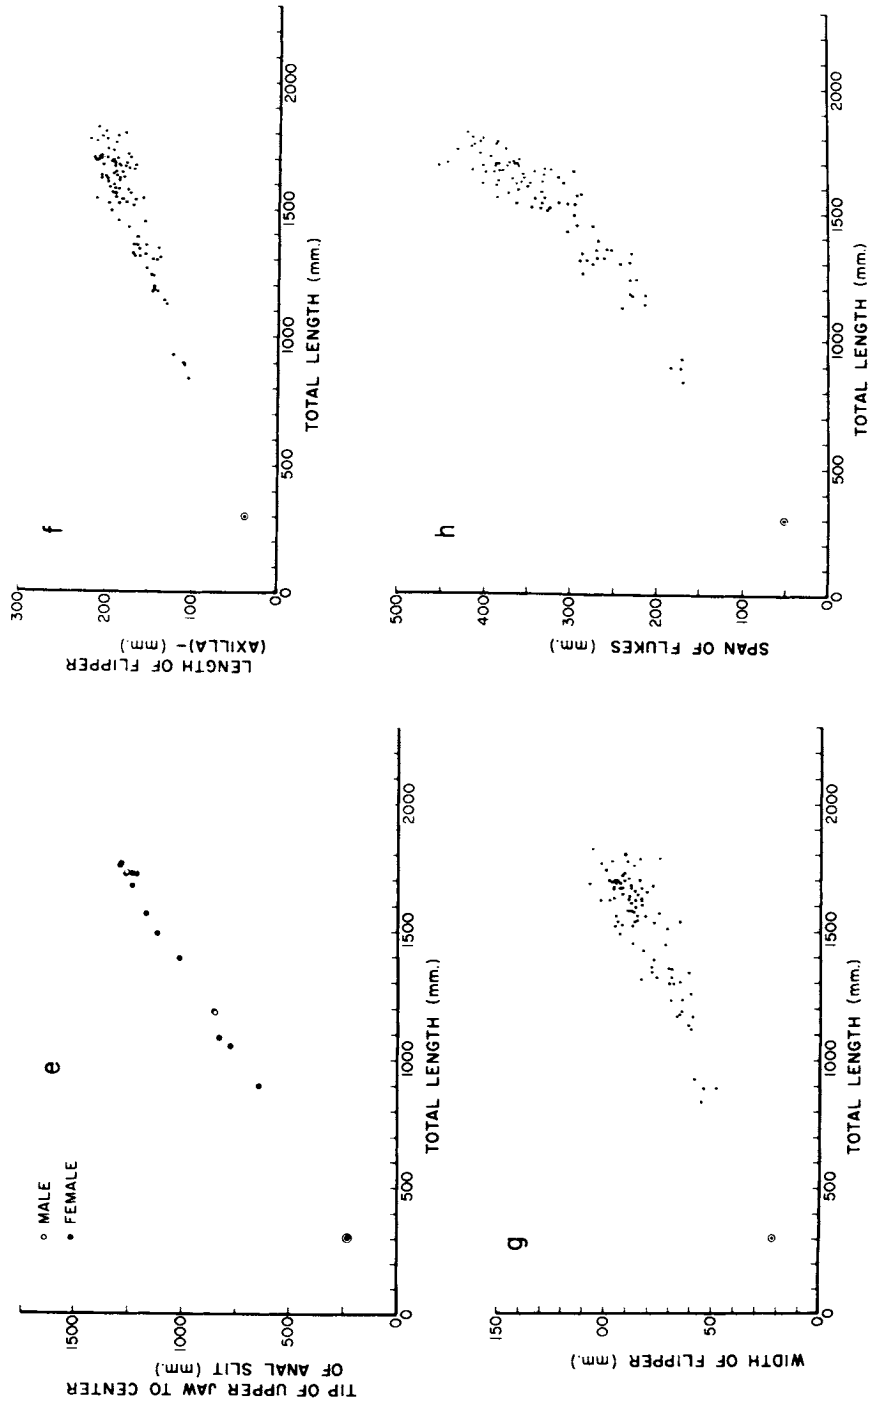 e
○ MALE
● FEMALE
1500
1000
500
0
TIP OF UPPER JAW TO CENTER
OF ANAL SLIT (mm.)
0
500
1000
1500
2000
TOTAL LENGTH (mm.)
f
300
200
100
0
LENGTH OF FLIPPER
(AXILLA)- (mm.)
0
500
1000
1500
2000
TOTAL LENGTH (mm.)
g
150
00
50
0
WIDTH OF FLIPPER (mm.)
0
500
1000
1500
2000
TOTAL LENGTH (mm.)
h
500
400
300
200
100
0
SPAN OF FLUKES (mm.)
0
500
1000
1500
2000
TOTAL LENGTH (mm.)